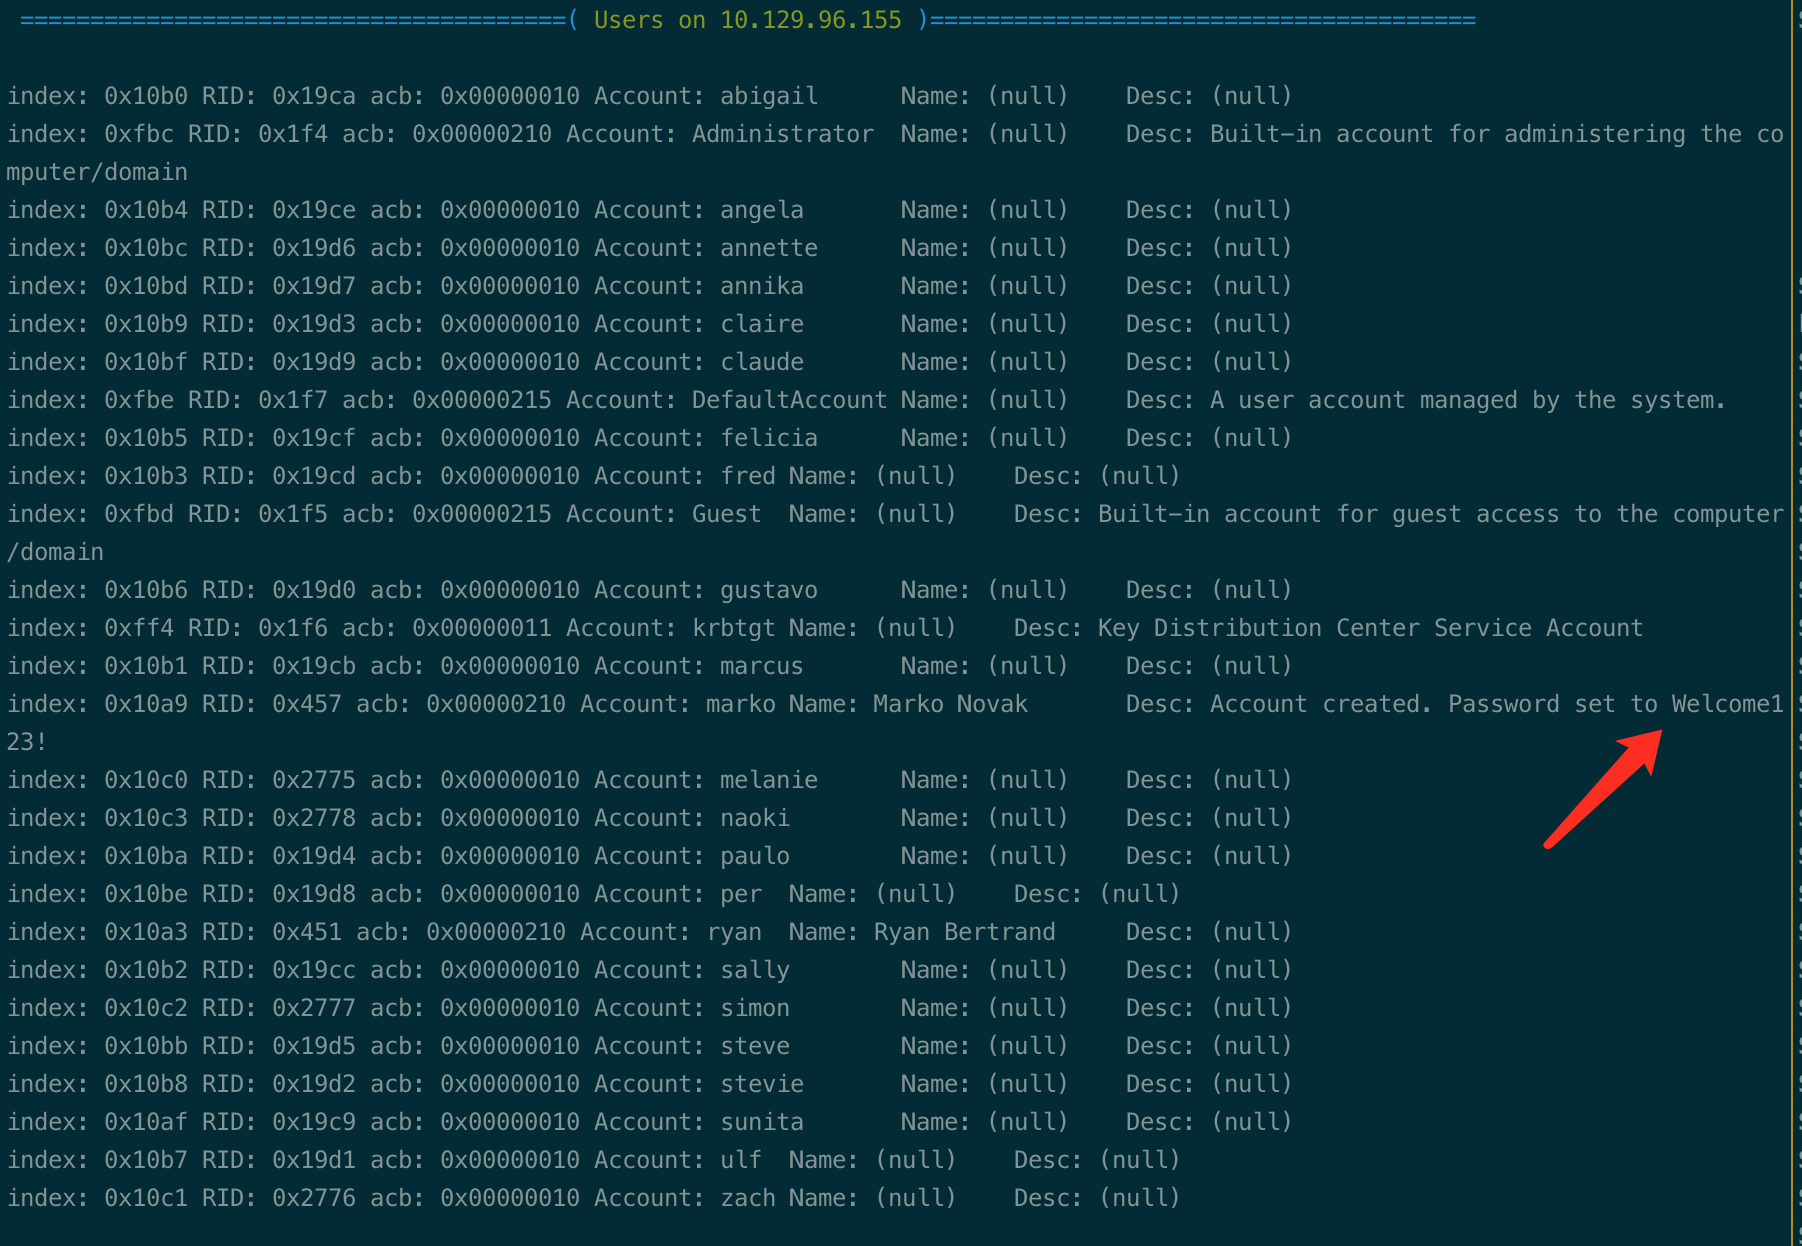 =======================================( Users on 10.129.96.155 )=======================================
index: 0x10b0 RID: 0x19ca acb: 0x00000010 Account: abigail Name: (null) Desc: (null)
index: 0xfbc RID: 0x1f4 acb: 0x00000210 Account: Administrator Name: (null) Desc: Built-in account for administering the co
mputer/domain
index: 0x10b4 RID: 0x19ce acb: 0x00000010 Account: angela Name: (null) Desc: (null)
index: 0x10bc RID: 0x19d6 acb: 0x00000010 Account: annette Name: (null) Desc: (null)
index: 0x10bd RID: 0x19d7 acb: 0x00000010 Account: annika Name: (null) Desc: (null)
index: 0x10b9 RID: 0x19d3 acb: 0x00000010 Account: claire Name: (null) Desc: (null)
index: 0x10bf RID: 0x19d9 acb: 0x00000010 Account: claude Name: (null) Desc: (null)
index: 0xfbe RID: 0x1f7 acb: 0x00000215 Account: DefaultAccount Name: (null) Desc: A user account managed by the system.
index: 0x10b5 RID: 0x19cf acb: 0x00000010 Account: felicia Name: (null) Desc: (null)
index: 0x10b3 RID: 0x19cd acb: 0x00000010 Account: fred Name: (null) Desc: (null)
index: 0xfbd RID: 0x1f5 acb: 0x00000215 Account: Guest Name: (null) Desc: Built-in account for guest access to the computer
/domain
index: 0x10b6 RID: 0x19d0 acb: 0x00000010 Account: gustavo Name: (null) Desc: (null)
index: 0xff4 RID: 0x1f6 acb: 0x00000011 Account: krbtgt Name: (null) Desc: Key Distribution Center Service Account
index: 0x10b1 RID: 0x19cb acb: 0x00000010 Account: marcus Name: (null) Desc: (null)
index: 0x10a9 RID: 0x457 acb: 0x00000210 Account: marko Name: Marko Novak Desc: Account created. Password set to Welcome1
23!
index: 0x10c0 RID: 0x2775 acb: 0x00000010 Account: melanie Name: (null) Desc: (null)
index: 0x10c3 RID: 0x2778 acb: 0x00000010 Account: naoki Name: (null) Desc: (null)
index: 0x10ba RID: 0x19d4 acb: 0x00000010 Account: paulo Name: (null) Desc: (null)
index: 0x10be RID: 0x19d8 acb: 0x00000010 Account: per Name: (null) Desc: (null)
index: 0x10a3 RID: 0x451 acb: 0x00000210 Account: ryan Name: Ryan Bertrand Desc: (null)
index: 0x10b2 RID: 0x19cc acb: 0x00000010 Account: sally Name: (null) Desc: (null)
index: 0x10c2 RID: 0x2777 acb: 0x00000010 Account: simon Name: (null) Desc: (null)
index: 0x10bb RID: 0x19d5 acb: 0x00000010 Account: steve Name: (null) Desc: (null)
index: 0x10b8 RID: 0x19d2 acb: 0x00000010 Account: stevie Name: (null) Desc: (null)
index: 0x10af RID: 0x19c9 acb: 0x00000010 Account: sunita Name: (null) Desc: (null)
index: 0x10b7 RID: 0x19d1 acb: 0x00000010 Account: ulf Name: (null) Desc: (null)
index: 0x10c1 RID: 0x2776 acb: 0x00000010 Account: zach Name: (null) Desc: (null)